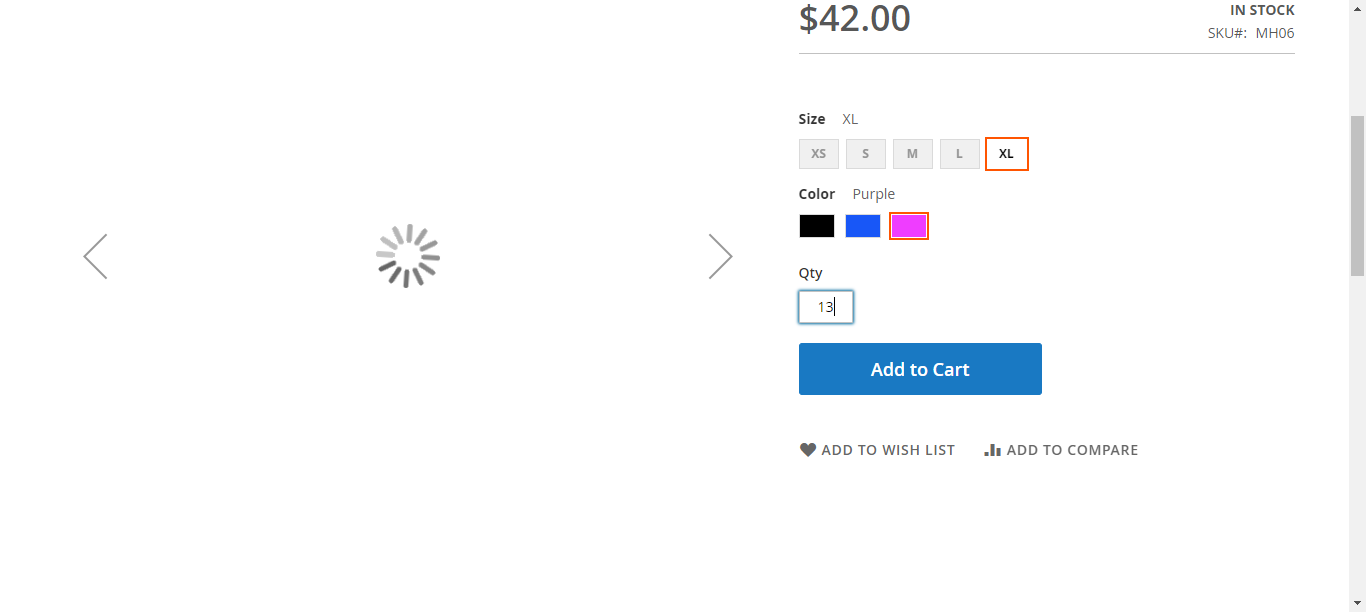 $42.00
IN STOCK
SKU#: MH06
Size XL
XS S M L XL
Color Purple
Qty
13
Add to Cart
ADD TO WISH LIST
ADD TO COMPARE